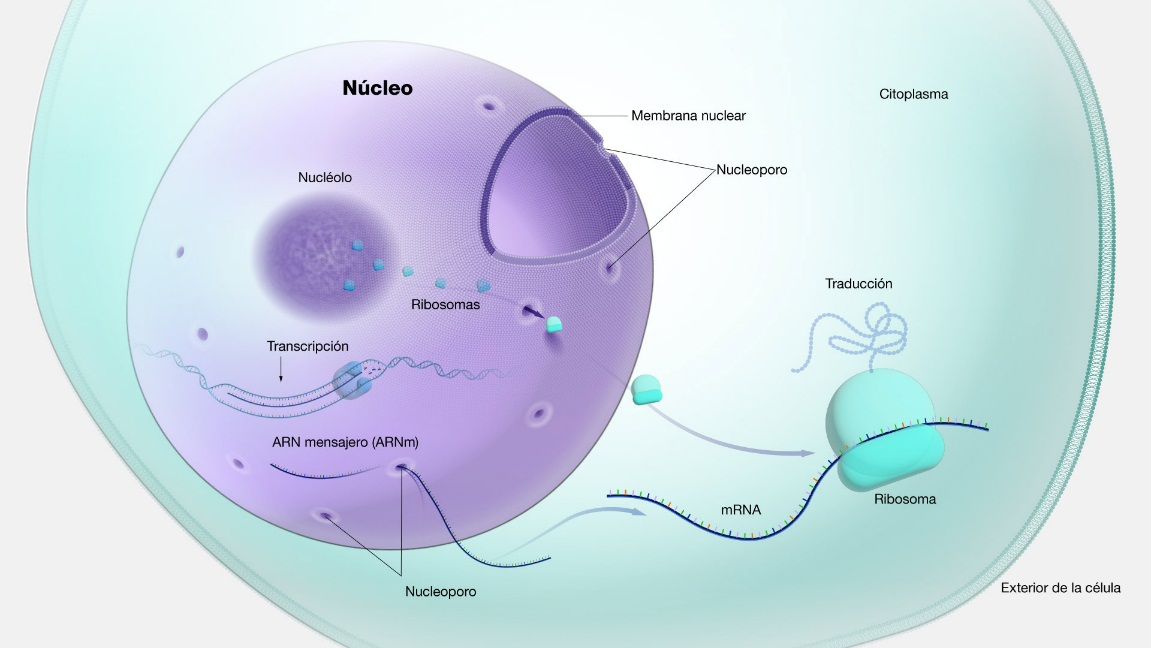 Núcleo
Citoplasma
Membrana nuclear
Nucleoporo
Nucléolo
Traducción
Ribosomas
Transcripción
ARN mensajero (ARNm)
Ribosoma
mRNA
Exterior de la célula
Nucleoporo